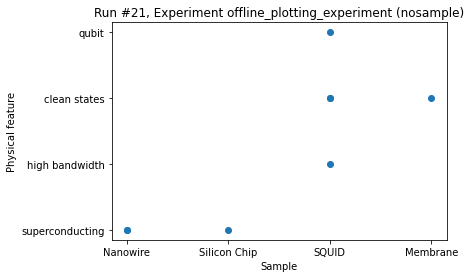 Run #21, Experiment offline_plotting_experiment (nosample)
qubit
clean states
high bandwidth
superconducting
Physical feature
Nanowire
Silicon Chip
SQUID
Membrane
Sample